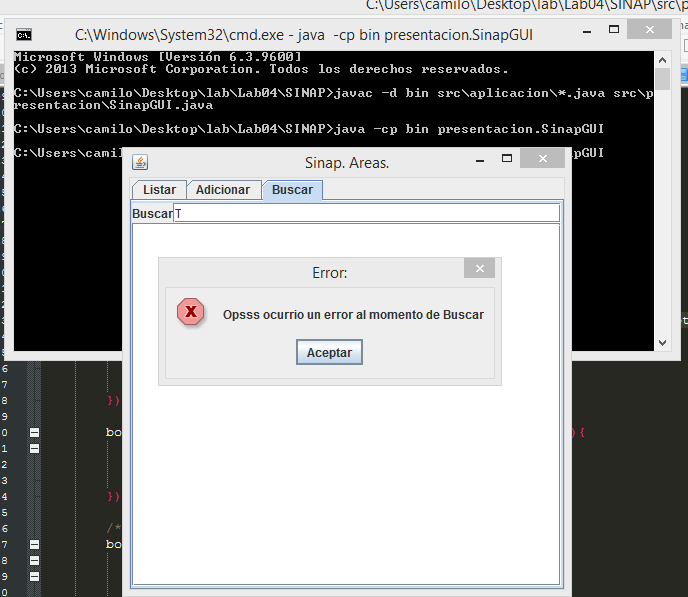 C:\Users\camilo\Desktop\lab\Lab04\SINAP\src\p
C:\Windows\System32\cmd.exe - java -cp bin presentacion.SinapGUI
Microsoft Windows [Versión 6.3.9600]
(c) 2013 Microsoft Corporation. Todos los derechos reservados.
C:\Users\camilo\Desktop\lab\Lab04\SINAP>javac -d bin src\aplicacion\*.java src\p
resentacion\SinapGUI.java
C:\Users\camilo\Desktop\lab\Lab04\SINAP>java -cp bin presentacion.SinapGUI
C:\Users\camil
pGUI
Sinap. Areas.
Listar Adicionar Buscar
Buscar T
Error:
Opsss ocurrio un error al momento de Buscar
Aceptar
6
7
8 })
9
0 bo ){
1
2
3
4 })
5
6 /*
7 bo
8
9
0